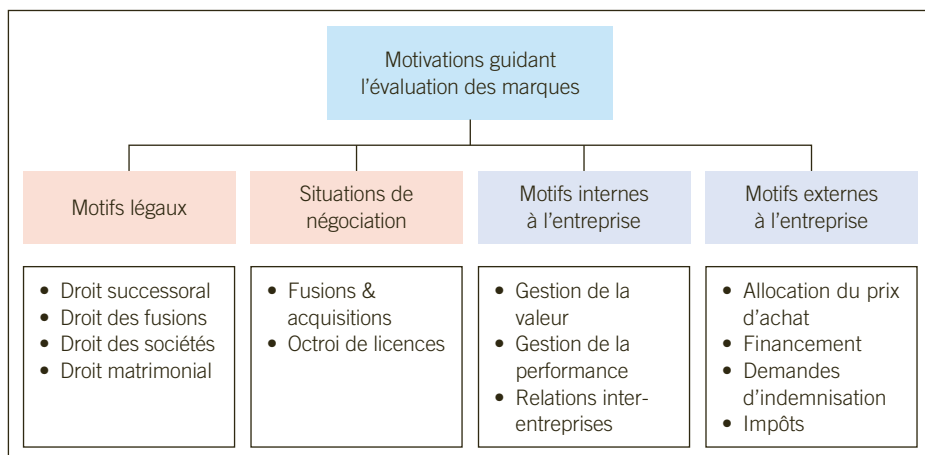 Motivations guidant
l'évaluation des marques
Motifs légaux
Situations de
négociation
Motifs internes
à l'entreprise
Motifs externes
à l'entreprise
• Droit successoral
• Droit des fusions
• Droit des sociétés
• Droit matrimonial
• Fusions &
acquisitions
• Octroi de licences
• Gestion de la
valeur
• Gestion de la
performance
• Relations inter-
entreprises
• Allocation du prix
d'achat
• Financement
• Demandes
d'indemnisation
• Impôts